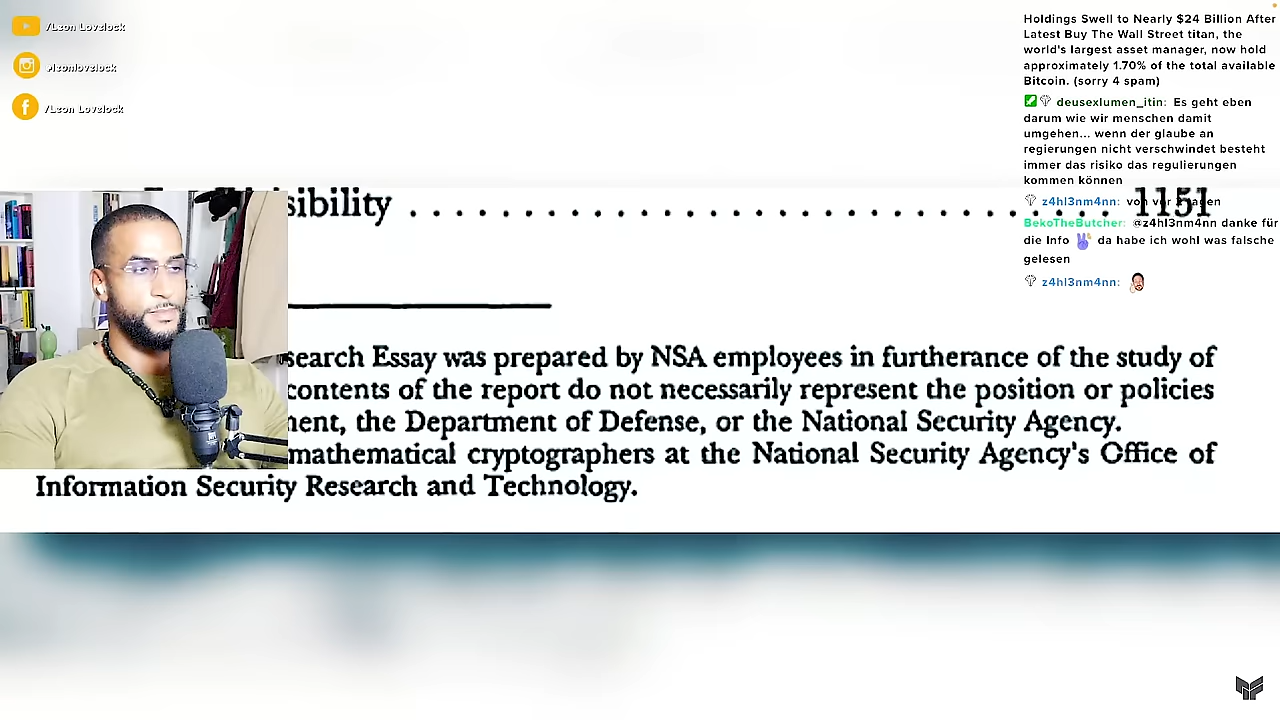 /Leon Lovelock
/leonlovelock
/Leon Lovelock
Holdings Swell to Nearly $24 Billion After
Latest Buy The Wall Street titan, the
world's largest asset manager, now hold
approximately 1.70% of the total available
Bitcoin. (sorry 4 spam)
deusexlumen_itin: Es geht eben
darum wie wir menschen damit
umgehen... wenn der glaube an
regierungen nicht verschwindet besteht
immer das risiko das regulierungen
kommen können
z4hl3nm4nn: von vor 2 tagen
BekoTheButcher: @z4hl3nm4nn danke für
die Info da habe ich wohl was falsche
gelesen
z4hl3nm4nn:
sibility . . . . . . . . . . . . . . . . . . . . . . . . . . . . . . . 1151
search Essay was prepared by NSA employees in furtherance of the study of
contents of the report do not necessarily represent the position or policies
ment, the Department of Defense, or the National Security Agency.
mathematical cryptographers at the National Security Agency's Office of
Information Security Research and Technology.